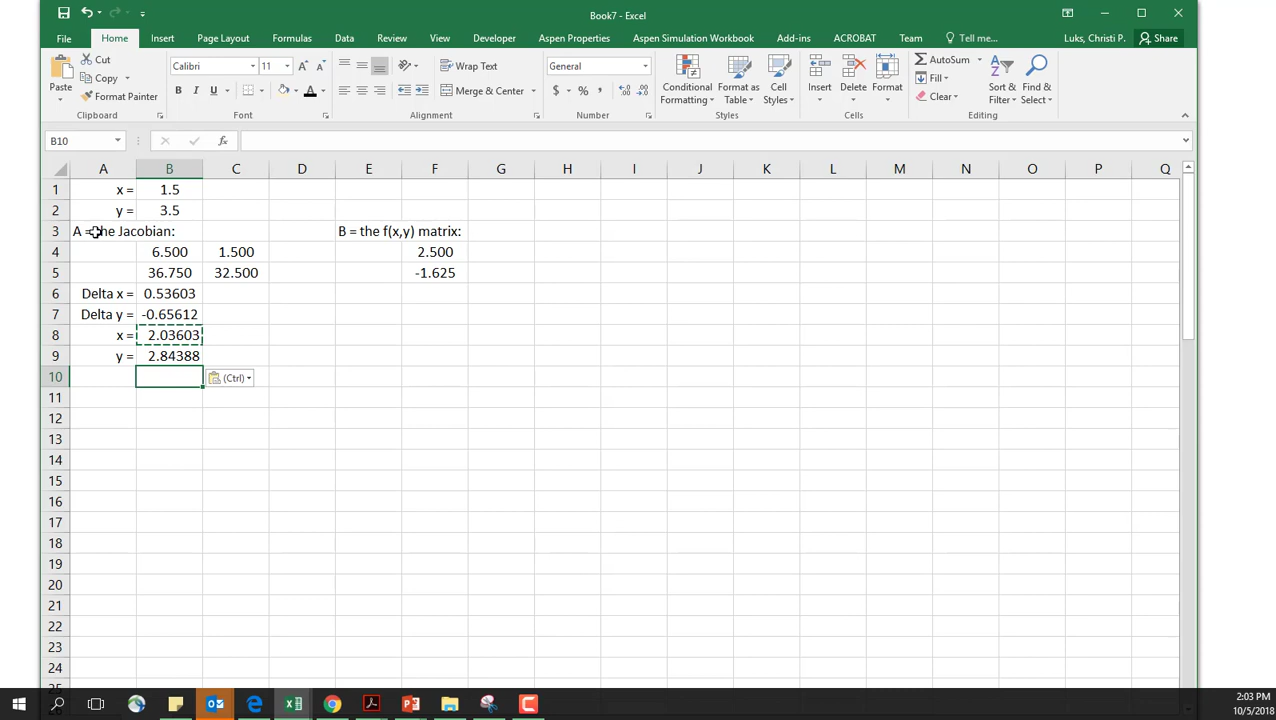 Book7 - Excel
File Home Insert Page Layout Formulas Data Review View Developer Aspen Properties Aspen Simulation Workbook Add-ins ACROBAT Team Tell me... Luks, Christi P. Share
Paste Cut Copy Format Painter Clipboard
Calibri 11 B I U A Font
Wrap Text Merge & Center Alignment
General $ % , Number
Conditional Formatting Format as Table Cell Styles Styles
Insert Delete Format Cells
AutoSum Fill Clear Sort & Filter Find & Select Editing
B10 fx
A B C D E F G H I J K L M N O P Q
1 x = 1.5
2 y = 3.5
3 A = the Jacobian: B = the f(x,y) matrix:
4 6.500 1.500 2.500
5 36.750 32.500 -1.625
6 Delta x = 0.53603
7 Delta y = -0.65612
8 x = 2.03603
9 y = 2.84388
10 (Ctrl)
11
12
13
14
15
16
17
18
19
20
21
22
23
24
25
2:03 PM
10/5/2018